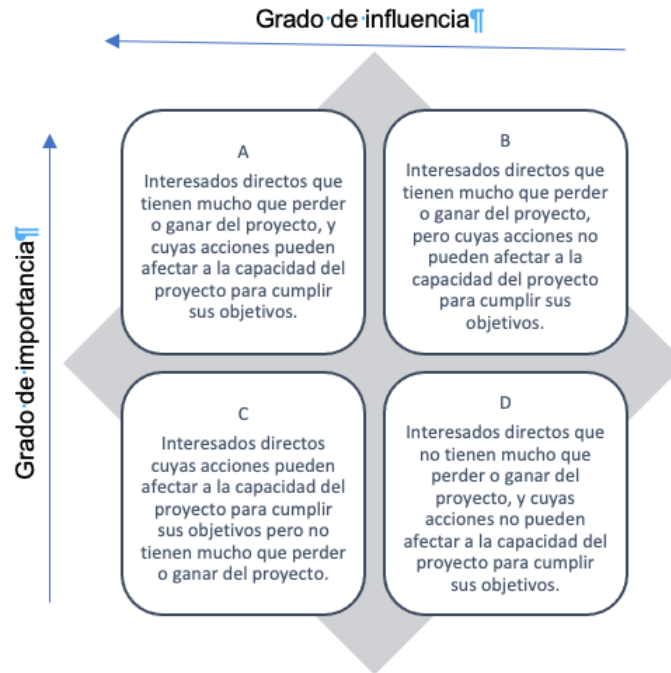 Grado de influencia¶
Grado de importancia¶
A
Interesados directos que
tienen mucho que perder
o ganar del proyecto, y
cuyas acciones pueden
afectar a la capacidad del
proyecto para cumplir
sus objetivos.
B
Interesados directos que
tienen mucho que perder
o ganar del proyecto,
pero cuyas acciones no
pueden afectar a la
capacidad del proyecto
para cumplir sus
objetivos.
C
Interesados directos
cuyas acciones pueden
afectar a la capacidad del
proyecto para cumplir
sus objetivos pero no
tienen mucho que perder
o ganar del proyecto.
D
Interesados directos que
no tienen mucho que
perder o ganar del
proyecto, y cuyas
acciones no pueden
afectar a la capacidad del
proyecto para cumplir
sus objetivos.